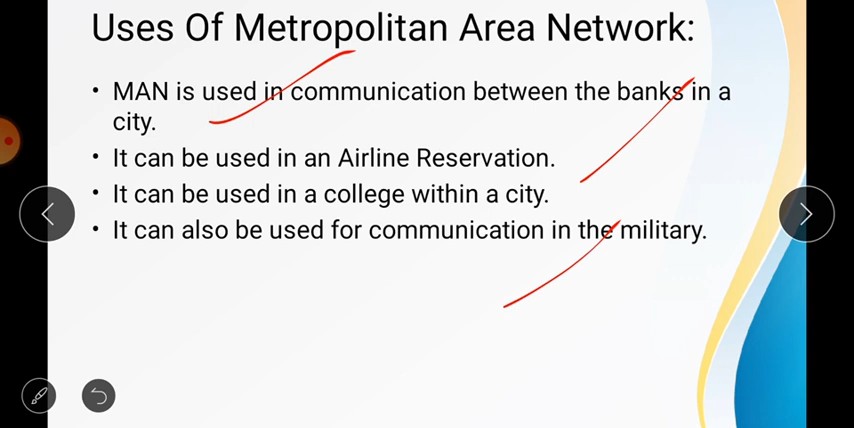 Uses Of Metropolitan Area Network:
• MAN is used in communication between the banks in a
city.
• It can be used in an Airline Reservation.
• It can be used in a college within a city.
• It can also be used for communication in the military.